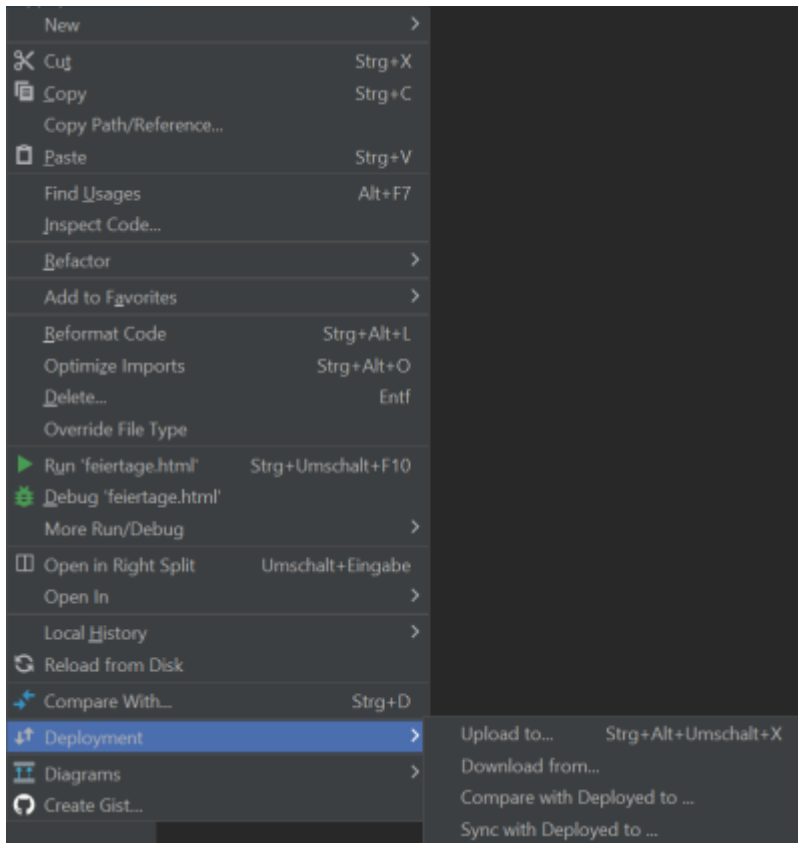 New
Cut Strg+X
Copy Strg+C
Copy Path/Reference...
Paste Strg+V
Find Usages Alt+F7
Inspect Code...
Refactor
Add to Favorites
Reformat Code Strg+Alt+L
Optimize Imports Strg+Alt+O
Delete... Entf
Override File Type
Run 'feiertage.html' Strg+Umschalt+F10
Debug 'feiertage.html'
More Run/Debug
Open in Right Split Umschalt+Eingabe
Open In
Local History
Reload from Disk
Compare With... Strg+D
Deployment
Upload to... Strg+Alt+Umschalt+X
Download from...
Compare with Deployed to ...
Sync with Deployed to ...
Diagrams
Create Gist...